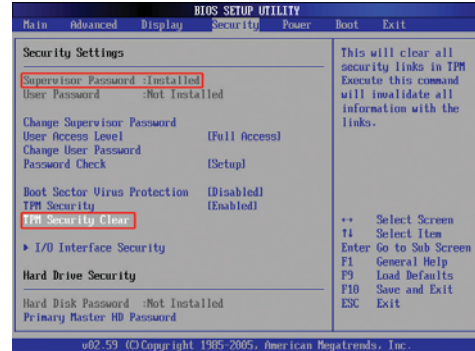 BIOS SETUP UTILITY
Main Advanced Display Security Power Boot Exit
Security Settings
Supervisor Password :Installed
User Password :Not Installed
Change Supervisor Password
User Access Level [Full Access]
Change User Password
Password Check [Setup]
Boot Sector Virus Protection [Disabled]
TPM Security [Enabled]
TPM Security Clear
▶ I/O Interface Security
Hard Drive Security
Hard Disk Password :Not Installed
Primary Master HD Password
This will clear all
security links in TPM
Execute this command
will invalidate all
information with the
links.
↔ Select Screen
↑↓ Select Item
Enter Go to Sub Screen
F1 General Help
F9 Load Defaults
F10 Save and Exit
ESC Exit
v02.59 (C)Copyright 1985-2005, American Megatrends, Inc.